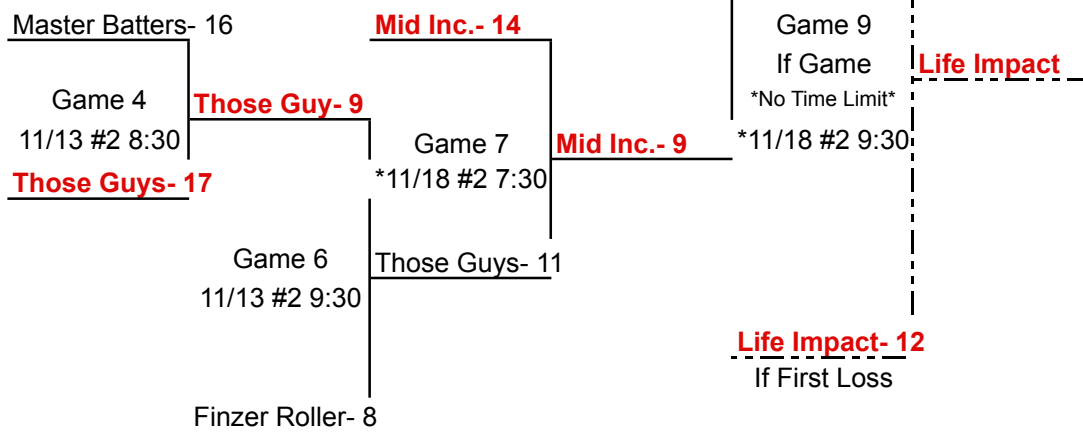 Master Batters- 16
Mid Inc.- 14
Game 9
If Game
*No Time Limit*
*11/18 #2 9:30
Life Impact
Game 4
11/13 #2 8:30
Those Guy- 9
Game 7
*11/18 #2 7:30
Mid Inc.- 9
Those Guys- 17
Game 6
11/13 #2 9:30
Those Guys- 11
Life Impact- 12
If First Loss
Finzer Roller- 8